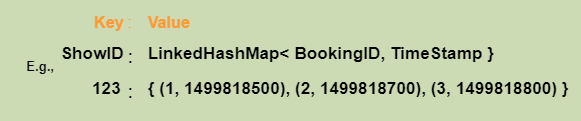 Key : Value
ShowID : LinkedHashMap< BookingID, TimeStamp }
E.g.,
123 : { (1, 1499818500), (2, 1499818700), (3, 1499818800) }